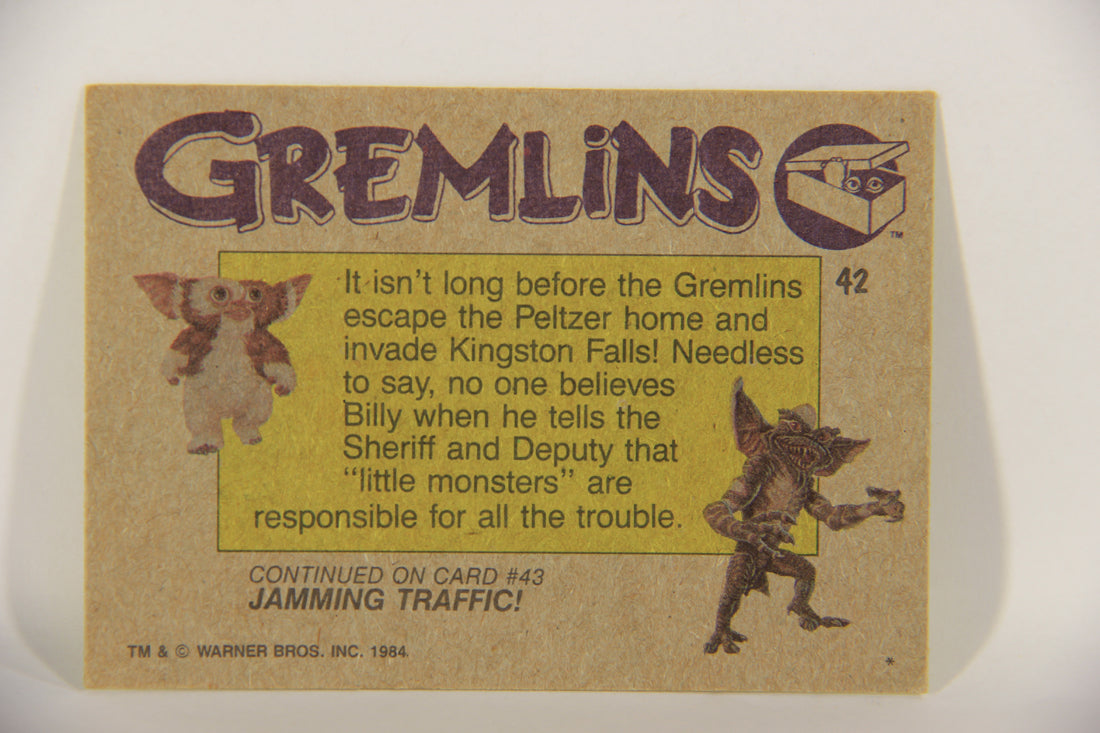 GREMLiNS
TM
42
It isn't long before the Gremlins
escape the Peltzer home and
invade Kingston Falls! Needless
to say, no one believes
Billy when he tells the
Sheriff and Deputy that
“little monsters” are
responsible for all the trouble.
CONTINUED ON CARD #43
JAMMING TRAFFIC!
TM & © WARNER BROS. INC. 1984
*